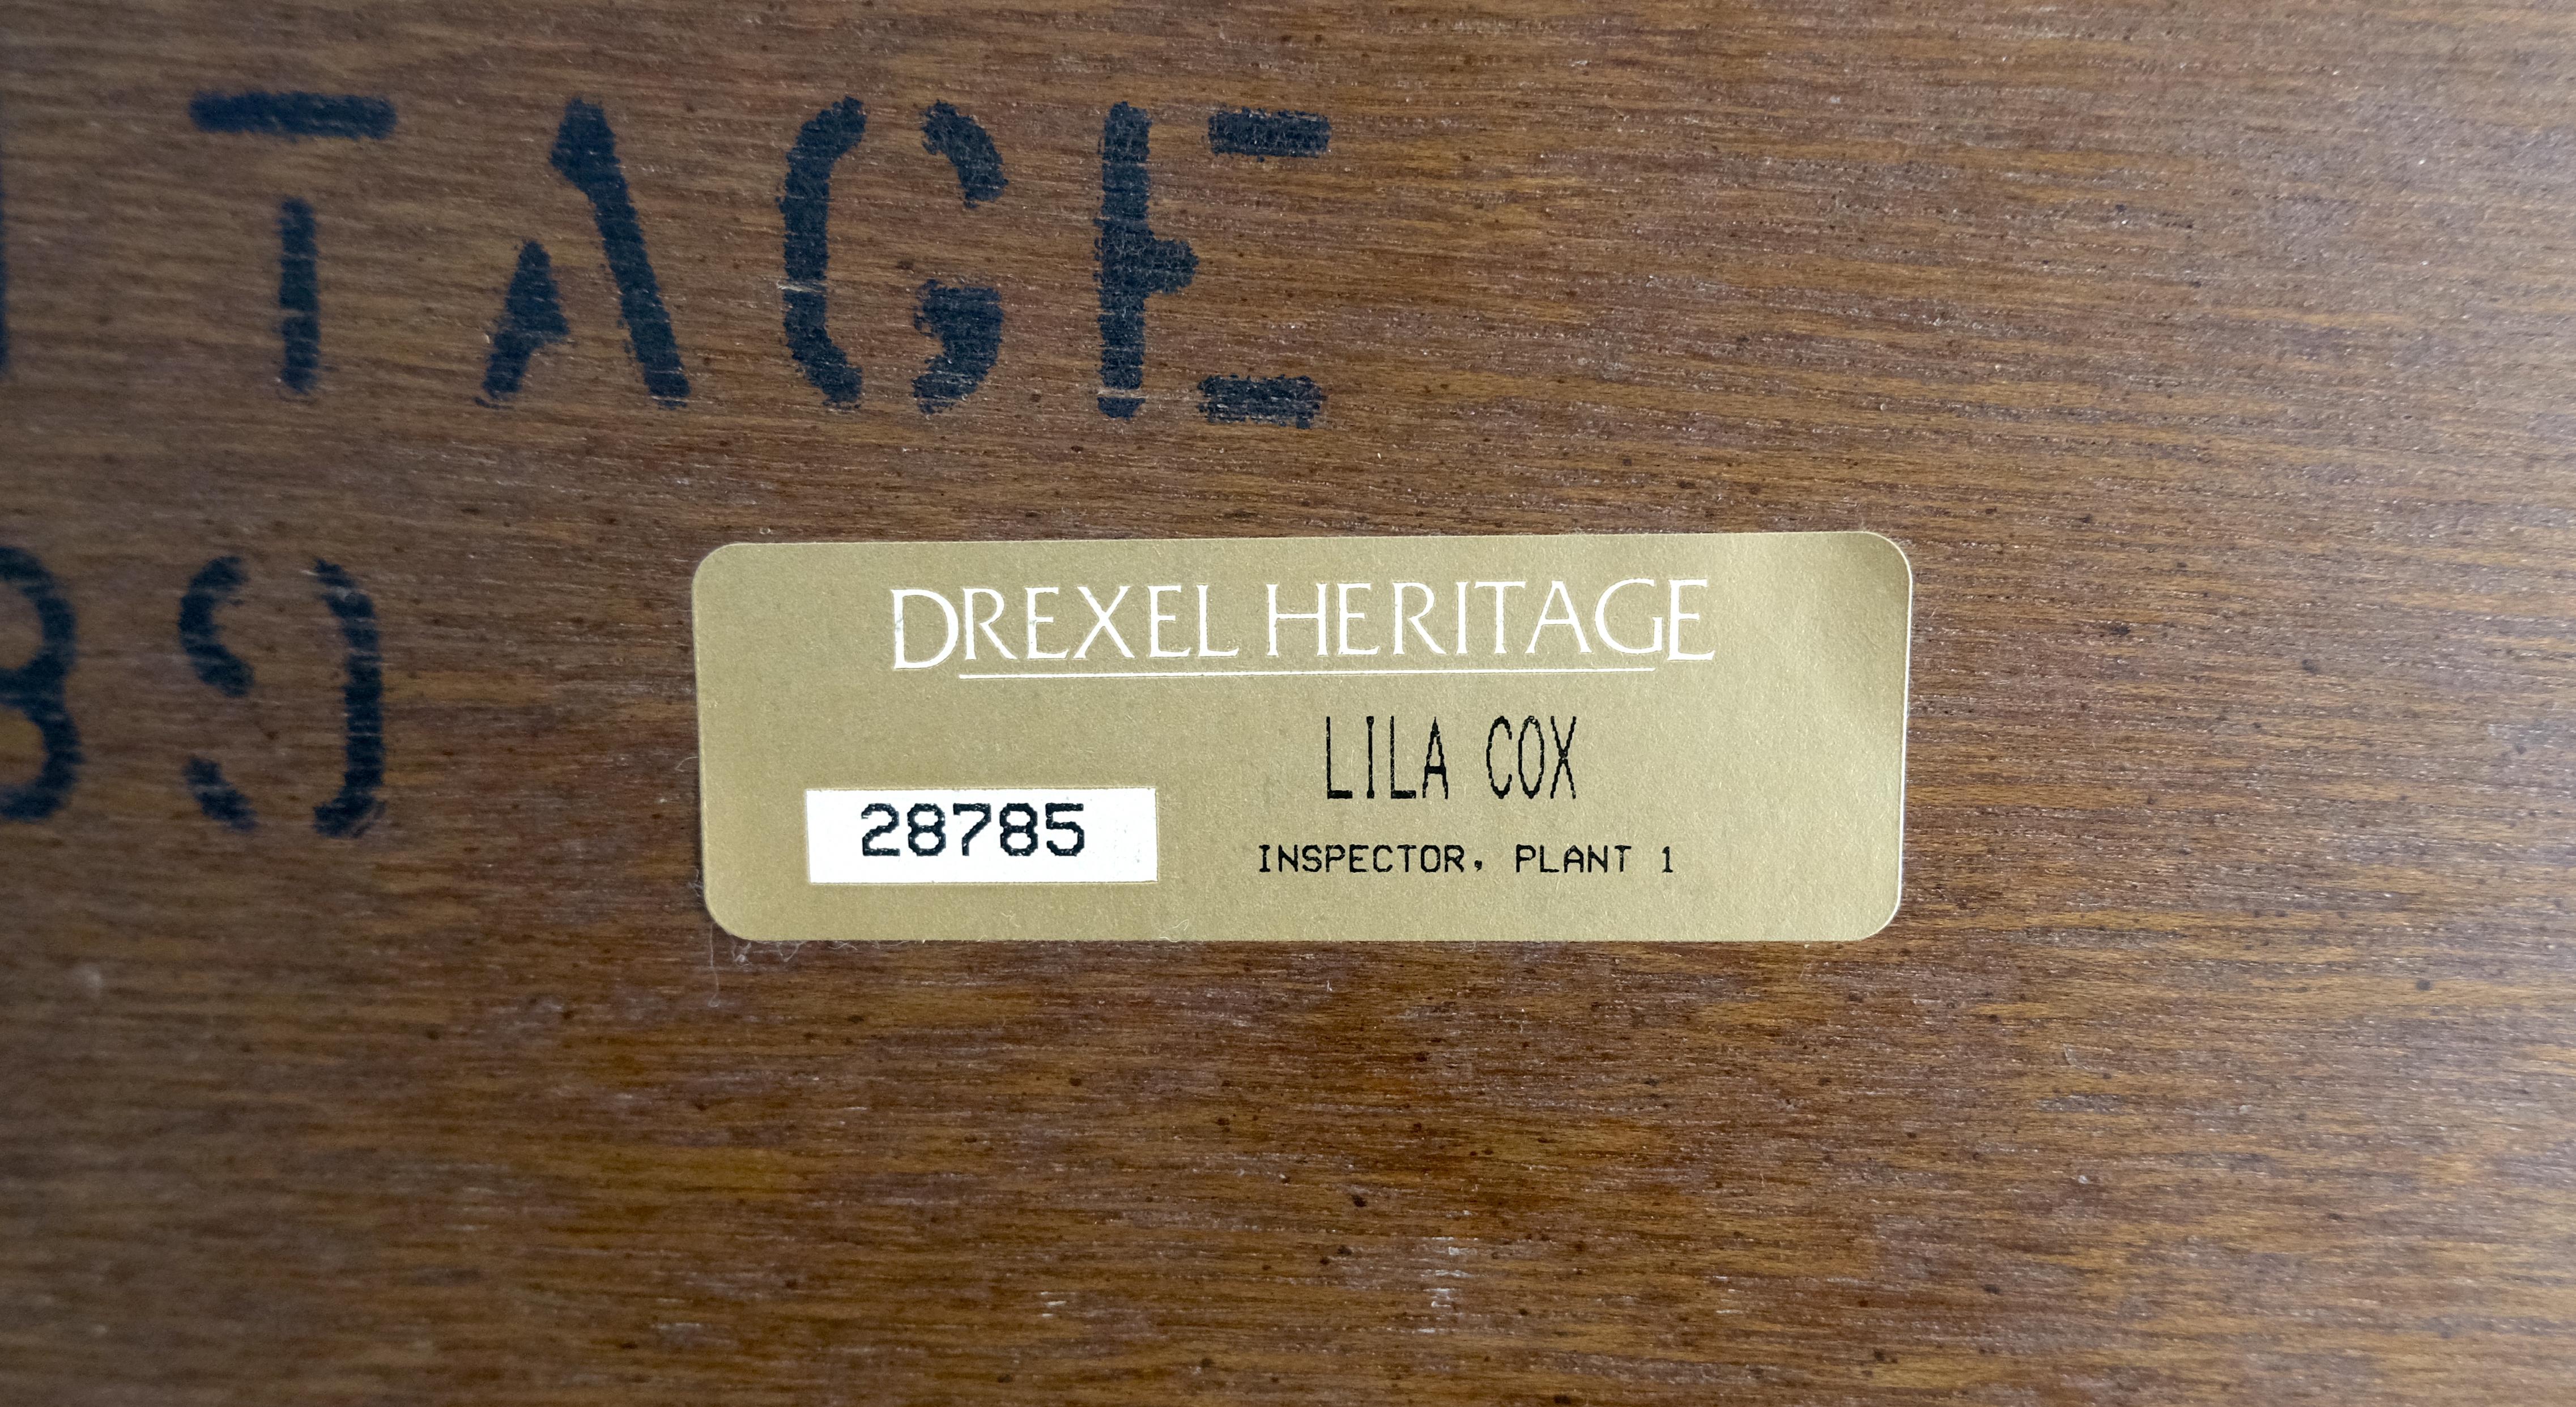 TAGE
89
DREXEL HERITAGE
LILA COX
28785
INSPECTOR, PLANT 1